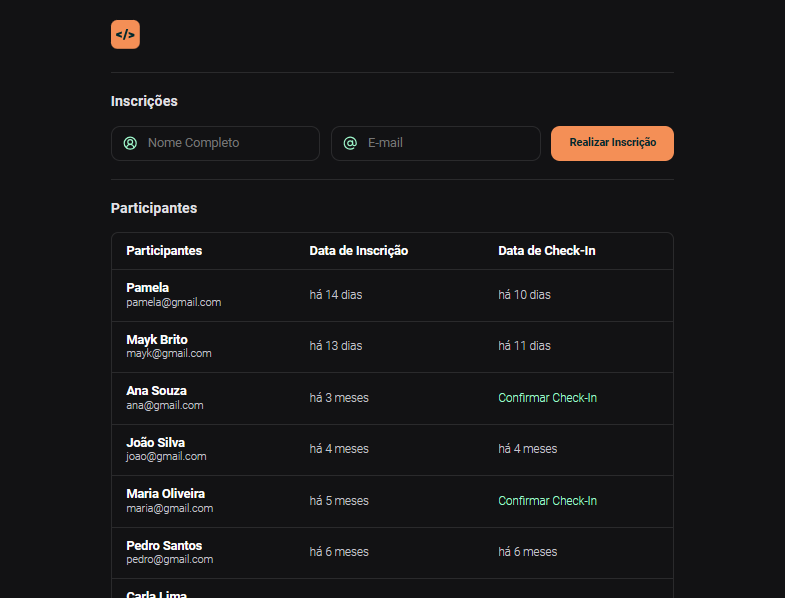 </>
Inscrições
Nome Completo
E-mail
Realizar Inscrição
Participantes
Participantes Data de Inscrição Data de Check-In
Pamela
pamela@gmail.com
há 14 dias
há 10 dias
Mayk Brito
mayk@gmail.com
há 13 dias
há 11 dias
Ana Souza
ana@gmail.com
há 3 meses
Confirmar Check-In
João Silva
joao@gmail.com
há 4 meses
há 4 meses
Maria Oliveira
maria@gmail.com
há 5 meses
Confirmar Check-In
Pedro Santos
pedro@gmail.com
há 6 meses
há 6 meses
Carla Lima